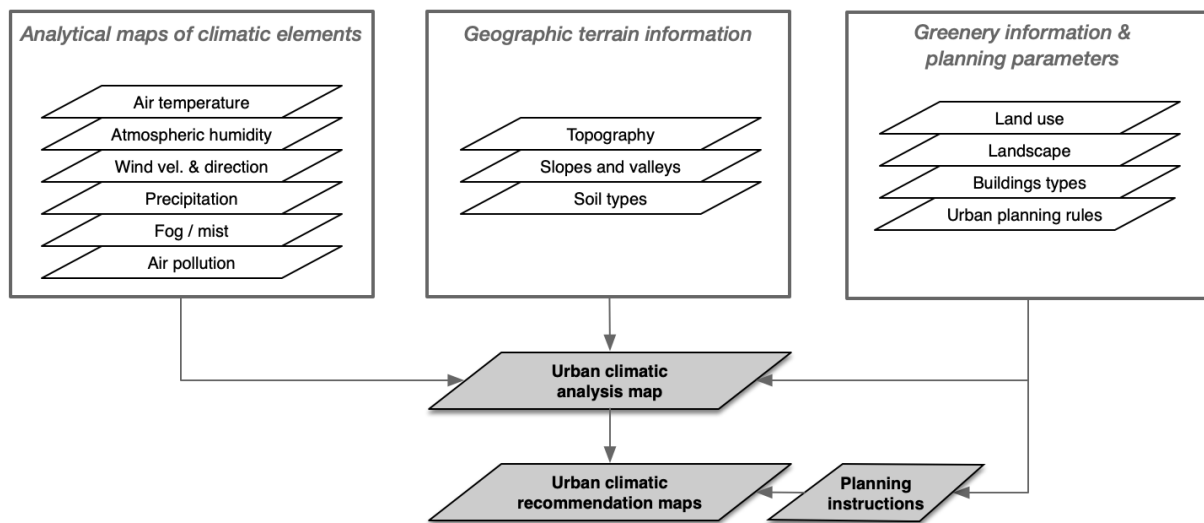 Analytical maps of climatic elements
Air temperature
Atmospheric humidity
Wind vel. & direction
Precipitation
Fog / mist
Air pollution
Geographic terrain information
Topography
Slopes and valleys
Soil types
Greenery information &
planning parameters
Land use
Landscape
Buildings types
Urban planning rules
Urban climatic
analysis map
Urban climatic
recommendation maps
Planning
instructions